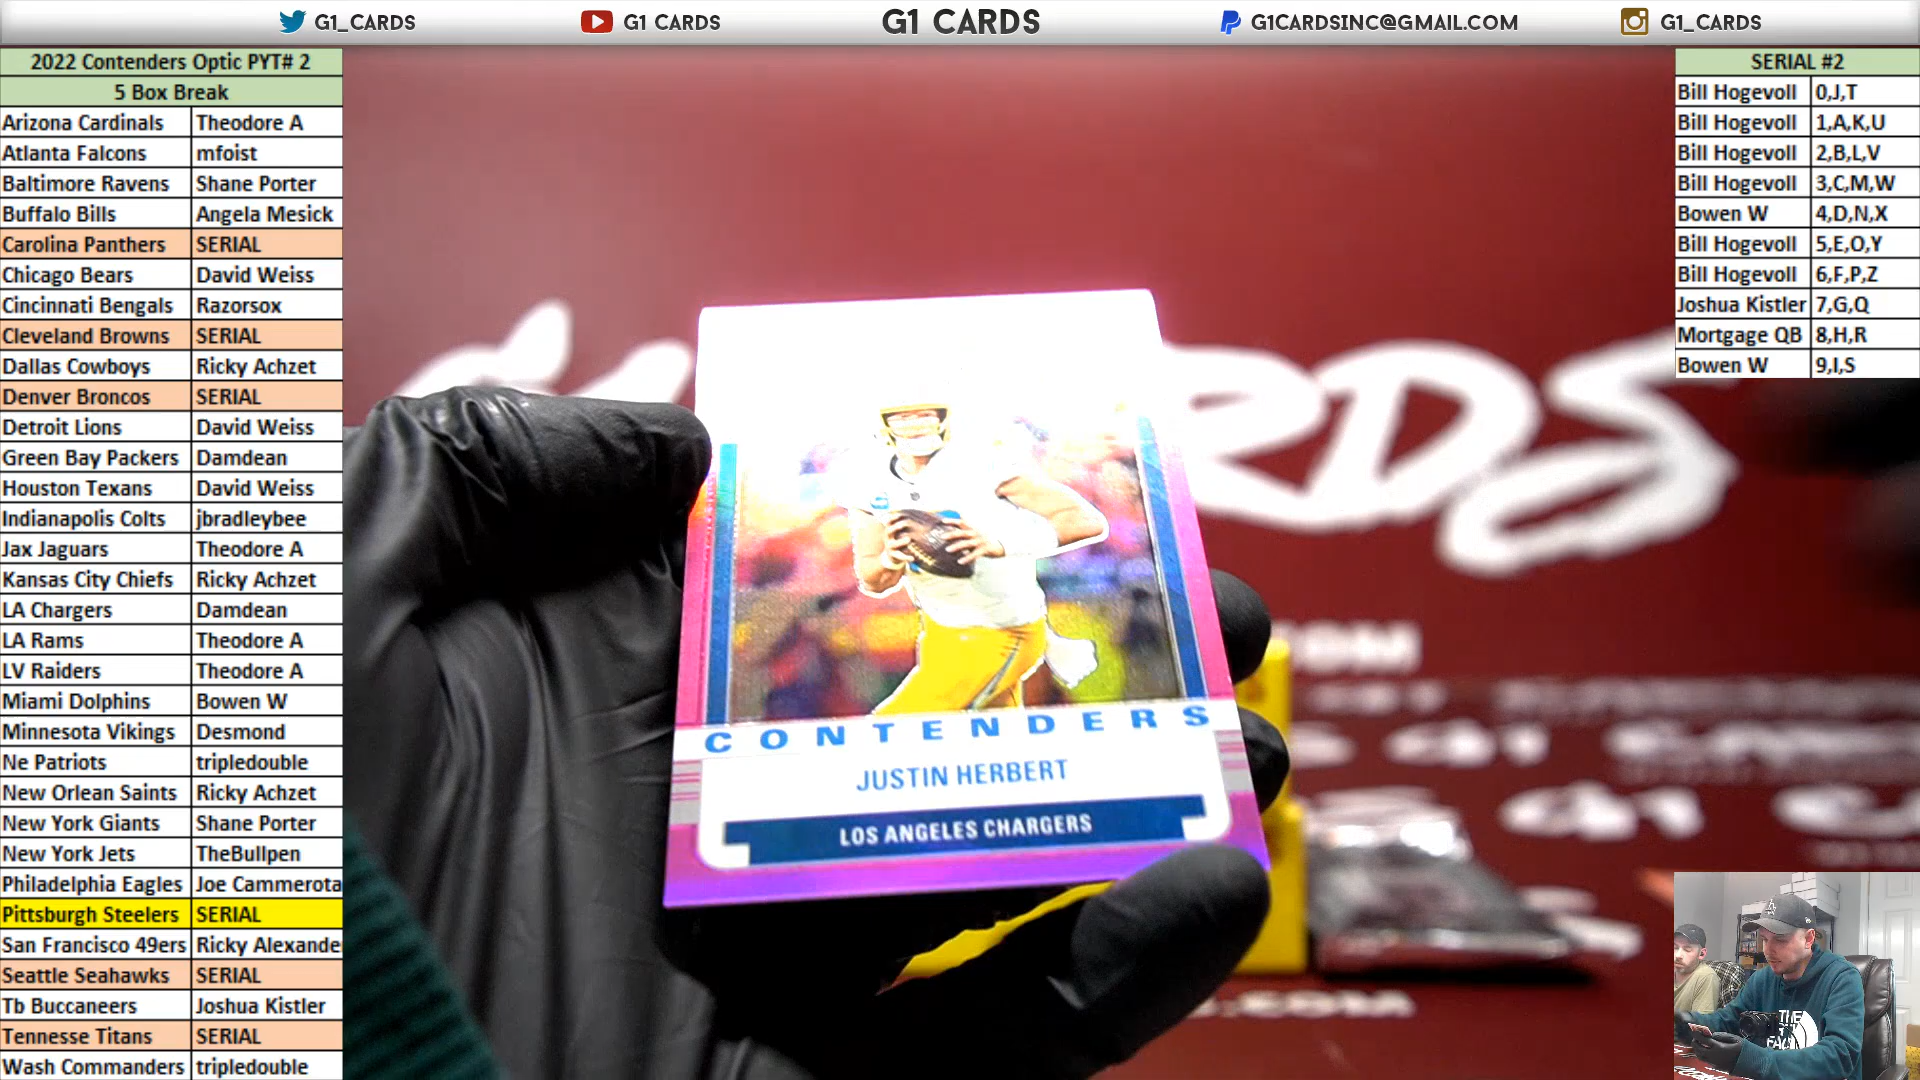 G1_CARDS G1 CARDS G1 CARDS G1CARDSINC@GMAIL.COM G1_CARDS
2022 Contenders Optic PYT# 2
5 Box Break
Arizona Cardinals Theodore A
Atlanta Falcons mfoist
Baltimore Ravens Shane Porter
Buffalo Bills Angela Mesick
Carolina Panthers SERIAL
Chicago Bears David Weiss
Cincinnati Bengals Razorsox
Cleveland Browns SERIAL
Dallas Cowboys Ricky Achzet
Denver Broncos SERIAL
Detroit Lions David Weiss
Green Bay Packers Damdean
Houston Texans David Weiss
Indianapolis Colts jbradleybee
Jax Jaguars Theodore A
Kansas City Chiefs Ricky Achzet
LA Chargers Damdean
LA Rams Theodore A
LV Raiders Theodore A
Miami Dolphins Bowen W
Minnesota Vikings Desmond
Ne Patriots tripledouble
New Orlean Saints Ricky Achzet
New York Giants Shane Porter
New York Jets TheBullpen
Philadelphia Eagles Joe Cammerota
Pittsburgh Steelers SERIAL
San Francisco 49ers Ricky Alexande
Seattle Seahawks SERIAL
Tb Buccaneers Joshua Kistler
Tennesse Titans SERIAL
Wash Commanders tripledouble
SERIAL #2
Bill Hogevoll 0,J,T
Bill Hogevoll 1,A,K,U
Bill Hogevoll 2,B,L,V
Bill Hogevoll 3,C,M,W
Bowen W 4,D,N,X
Bill Hogevoll 5,E,O,Y
Bill Hogevoll 6,F,P,Z
Joshua Kistler 7,G,Q
Mortgage QB 8,H,R
Bowen W 9,I,S
CONTENDERS
JUSTIN HERBERT
LOS ANGELES CHARGERS
THE